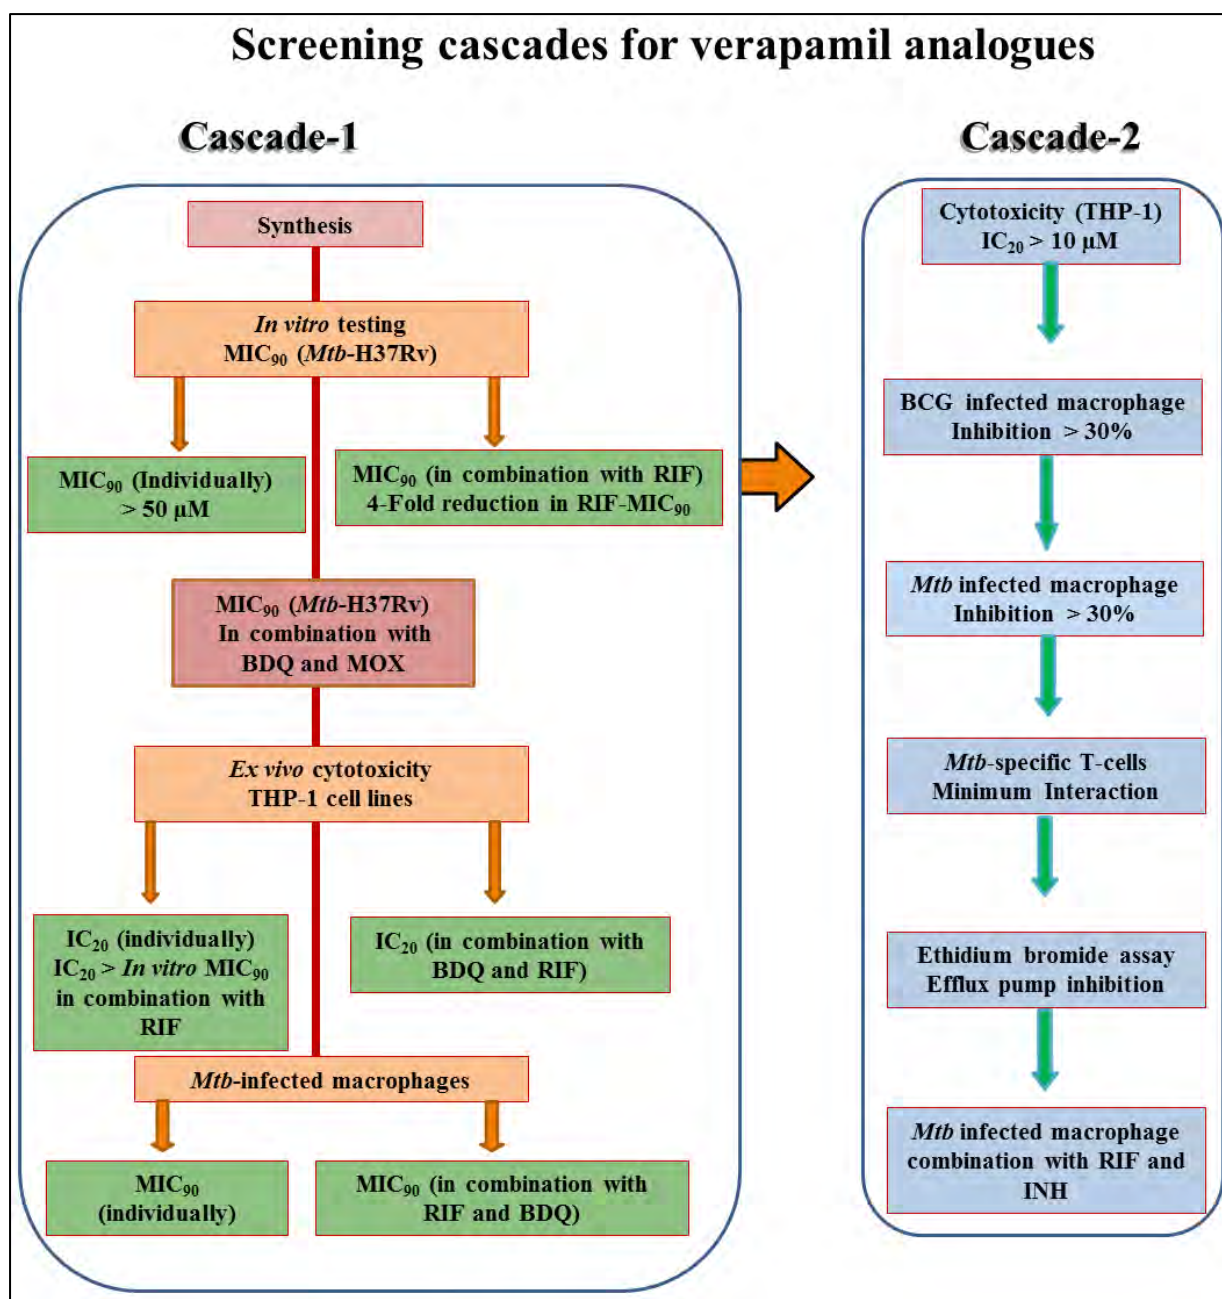 Screening cascades for verapamil analogues
Cascade-1
Synthesis
In vitro testing
MIC₉₀ (Mtb-H37Rv)
MIC₉₀ (Individually)
> 50 μM
MIC₉₀ (in combination with RIF)
4-Fold reduction in RIF-MIC₉₀
MIC₉₀ (Mtb-H37Rv)
In combination with
BDQ and MOX
Ex vivo cytotoxicity
THP-1 cell lines
IC₂₀ (individually)
IC₂₀ > In vitro MIC₉₀
in combination with
RIF
IC₂₀ (in combination with
BDQ and RIF)
Mtb-infected macrophages
MIC₉₀
(individually)
MIC₉₀ (in combination with
RIF and BDQ)
Cascade-2
Cytotoxicity (THP-1)
IC₂₀ > 10 μM
BCG infected macrophage
Inhibition > 30%
Mtb infected macrophage
Inhibition > 30%
Mtb-specific T-cells
Minimum Interaction
Ethidium bromide assay
Efflux pump inhibition
Mtb infected macrophage
combination with RIF and
INH